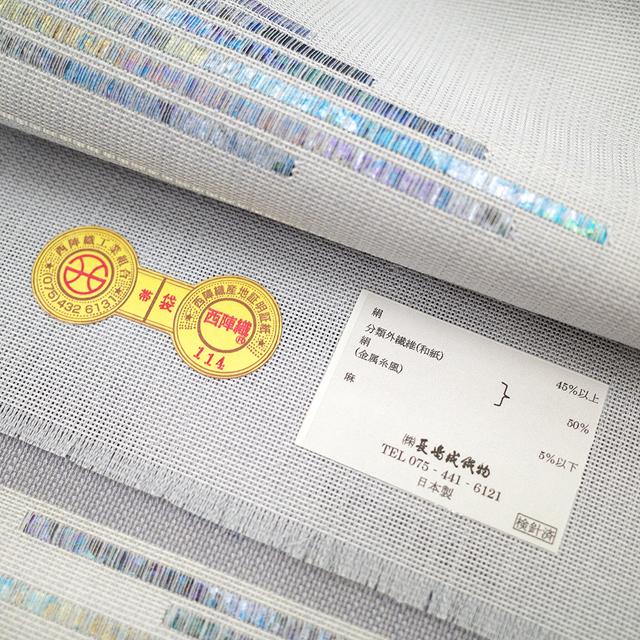 西陣織工業組合
(075)432 6131
帯 袋
西陣織産地証明証紙
西陣織
®
114
絹
分類外繊維(和紙)
絹
(金属糸風)
麻
}
45%以上
50%
5%以下
㈱長嶋成織物
TEL 075 - 441 - 6121
日本製
検針済